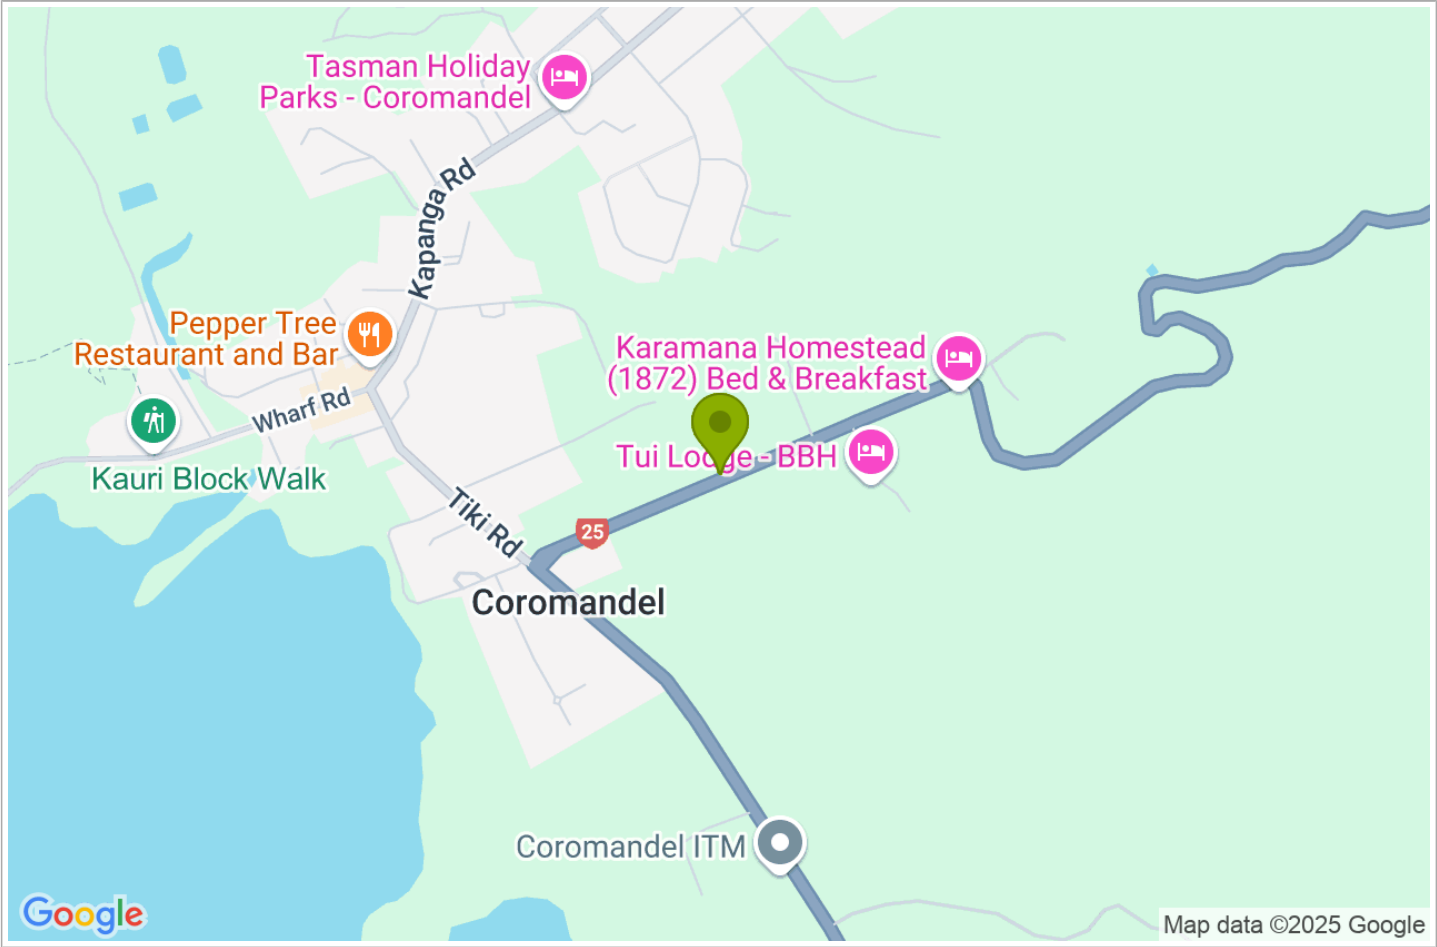 Tasman Holiday
Parks - Coromandel
Kapanga Rd
Pepper Tree
Restaurant and Bar
Karamana Homestead
(1872) Bed & Breakfast
Wharf Rd
Tui Lodge - BBH
Kauri Block Walk
Tiki Rd
25
Coromandel
Coromandel ITM
Google
Map data ©2025 Google